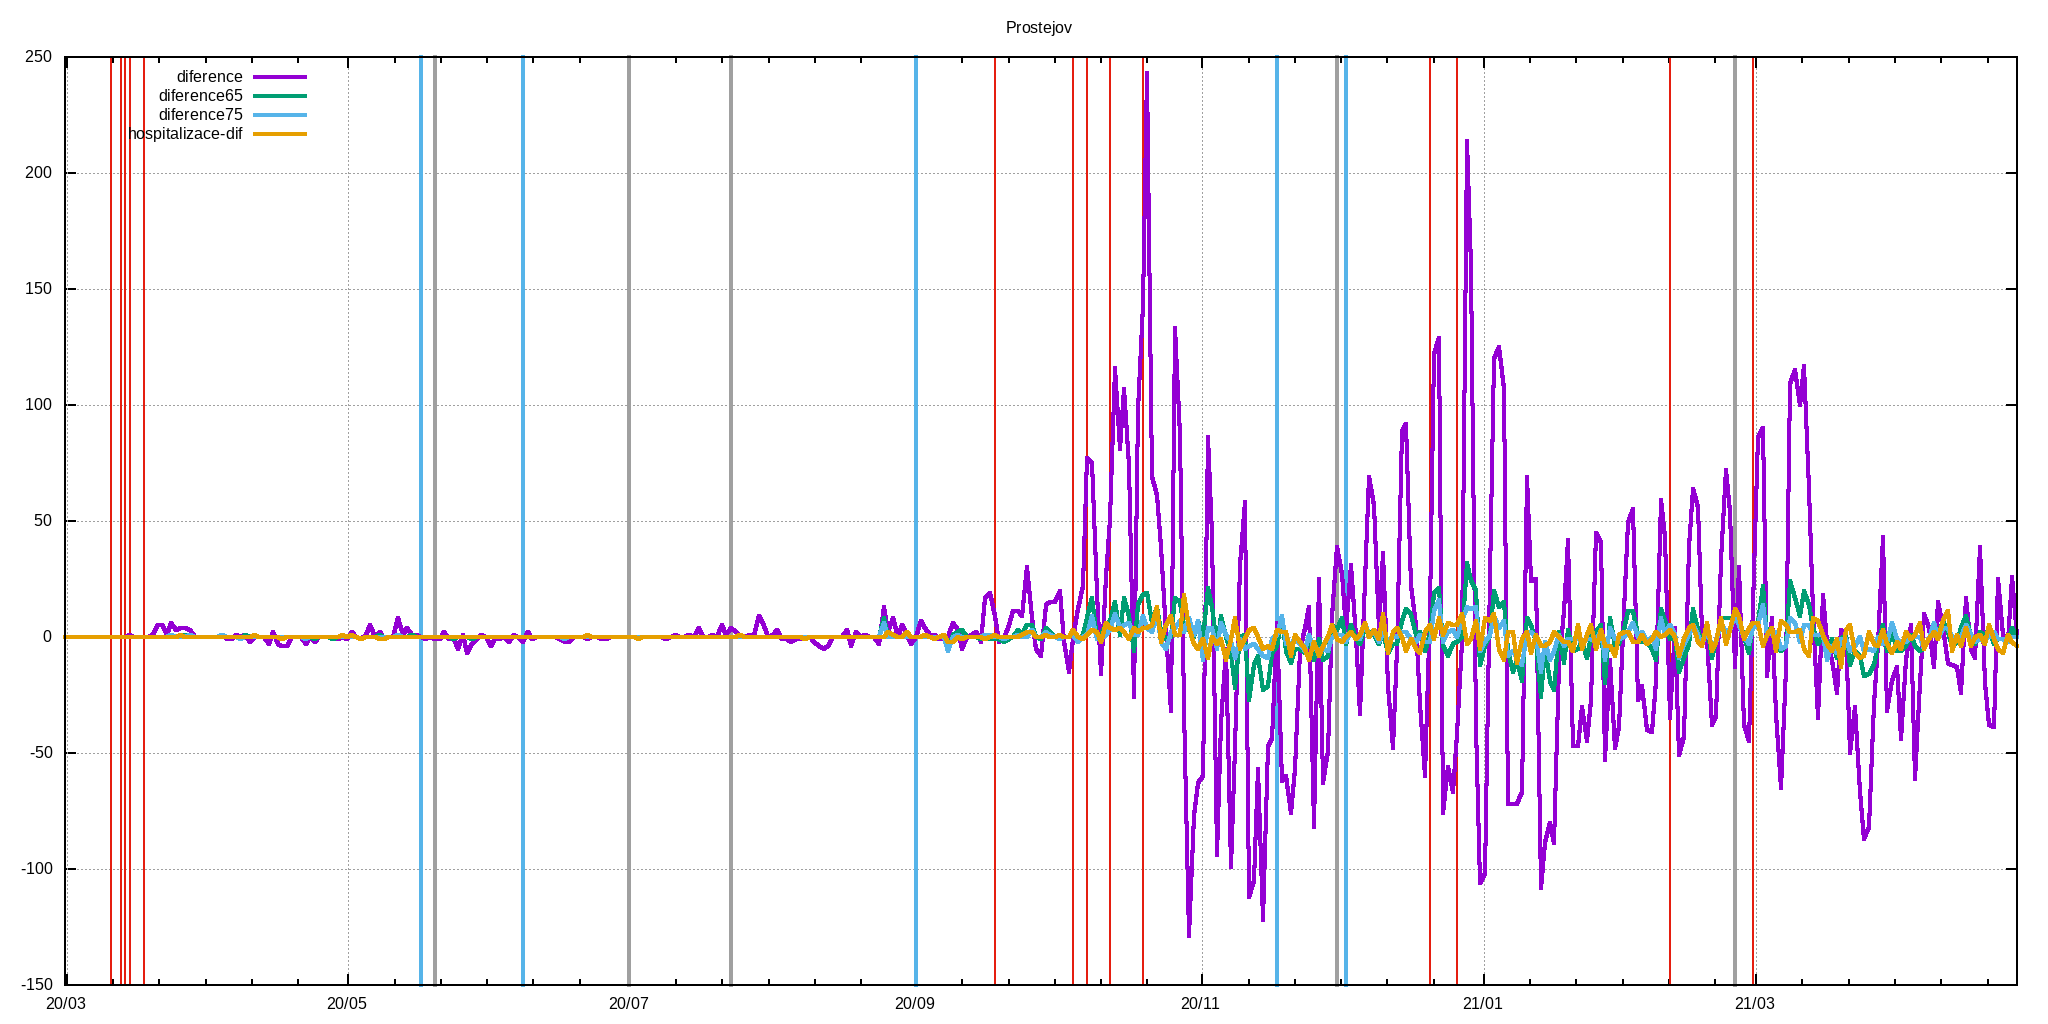 Prostejov
diference
diference65
diference75
hospitalizace-dif
250
200
150
100
50
0
-50
-100
-150
20/03 20/05 20/07 20/09 20/11 21/01 21/03